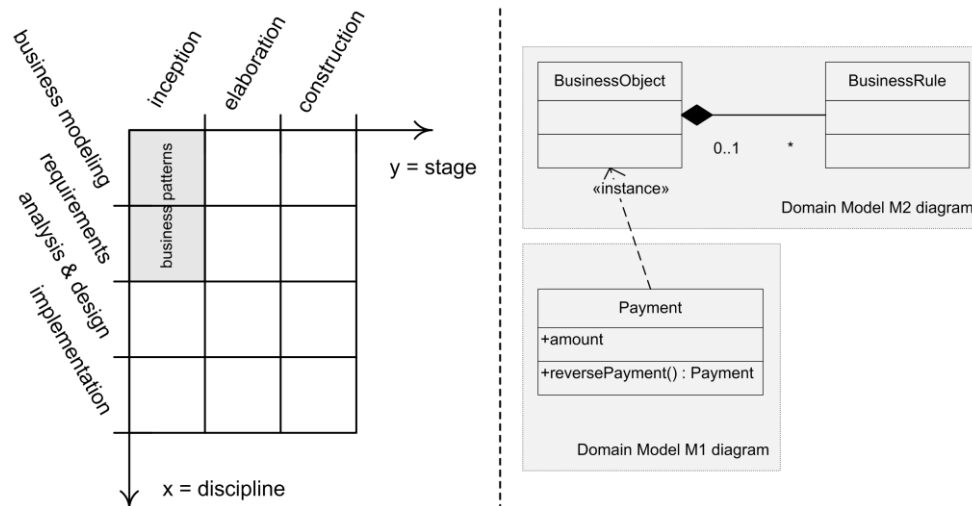 inception
elaboration
construction
business modeling
requirements
analysis & design
implementation
business patterns
y = stage
x = discipline
BusinessObject
BusinessRule
0..1
*
«instance»
Domain Model M2 diagram
Payment
+amount
+reversePayment() : Payment
Domain Model M1 diagram